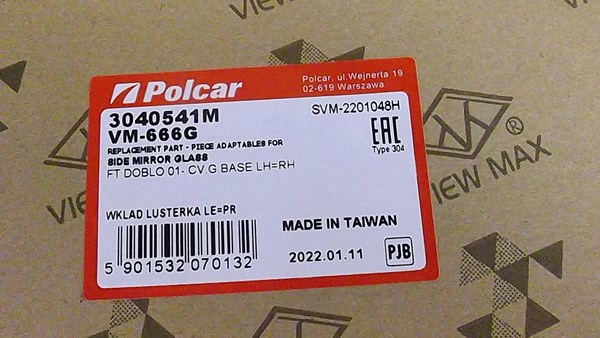 Polcar
Polcar, ul.Wejnerta 19
02-619 Warszawa
3040541M
VM-666G
SVM-2201048H
REPLACEMENT PART - PIECE ADAPTABLES FOR
SIDE MIRROR GLASS
FT DOBLO 01- CV.G BASE LH=RH
EAC
Type 304
WKLAD LUSTERKA LE=PR
5 901532 070132
MADE IN TAIWAN
2022.01.11
PJB
VIEW MAX
®
VIE
VIEW